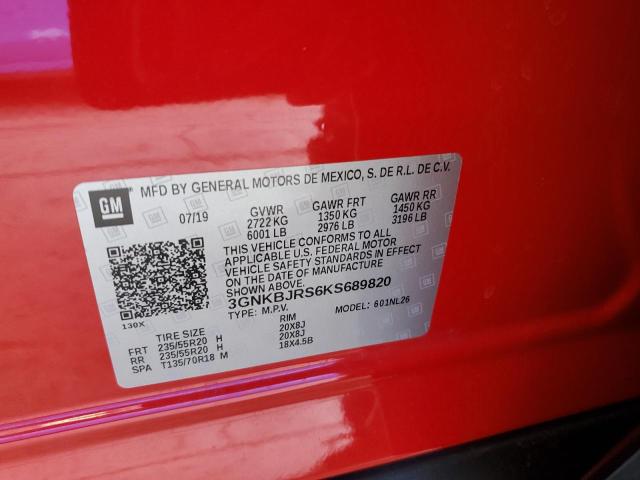 GM
MFD BY GENERAL MOTORS DE MEXICO, S. DE R.L. DE C.V.
07/19 GVWR GAWR FRT GAWR RR
2722 KG 1350 KG 1450 KG
6001 LB 2976 LB 3196 LB
THIS VEHICLE CONFORMS TO ALL
APPLICABLE U.S. FEDERAL MOTOR
VEHICLE SAFETY STANDARDS IN EFFECT
ON THE DATE OF MANUFACTURE
SHOWN ABOVE.
3GNKBJRS6KS689820
130X
TYPE: M.P.V. MODEL: 601NL26
TIRE SIZE RIM
FRT 235/55R20 H 20X8J
RR 235/55R20 H 20X8J
SPA T135/70R18 M 18X4.5B